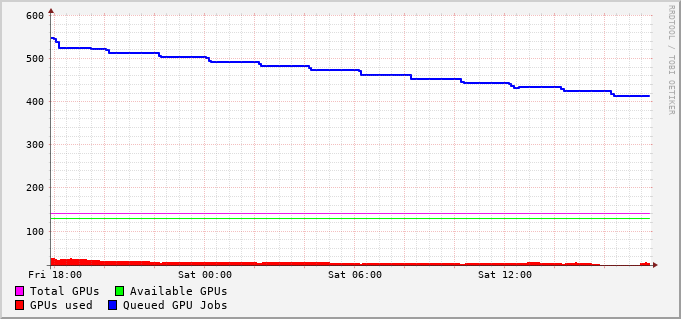 600
500
400
300
200
100
Fri 18:00 Sat 00:00 Sat 06:00 Sat 12:00
Total GPUs Available GPUs
GPUs used Queued GPU Jobs
RRDTOOL / TOBI OETIKER